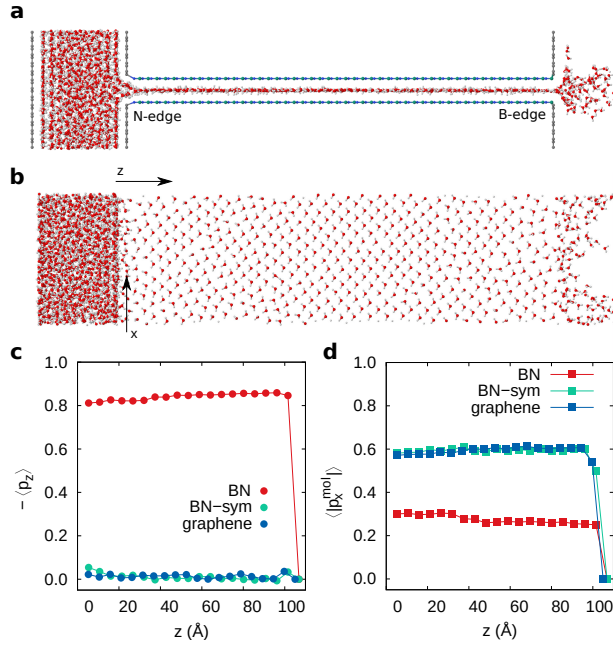 a
N-edge B-edge
b
z
x
c
1.0
0.8
0.6
0.4
0.2
0.0
− ⟨p_z⟩
BN
BN−sym
graphene
0 20 40 60 80 100
z (Å)
d
1.0
0.8
0.6
0.4
0.2
0.0
⟨|p_x^mol|⟩
BN
BN−sym
graphene
0 20 40 60 80 100
z (Å)